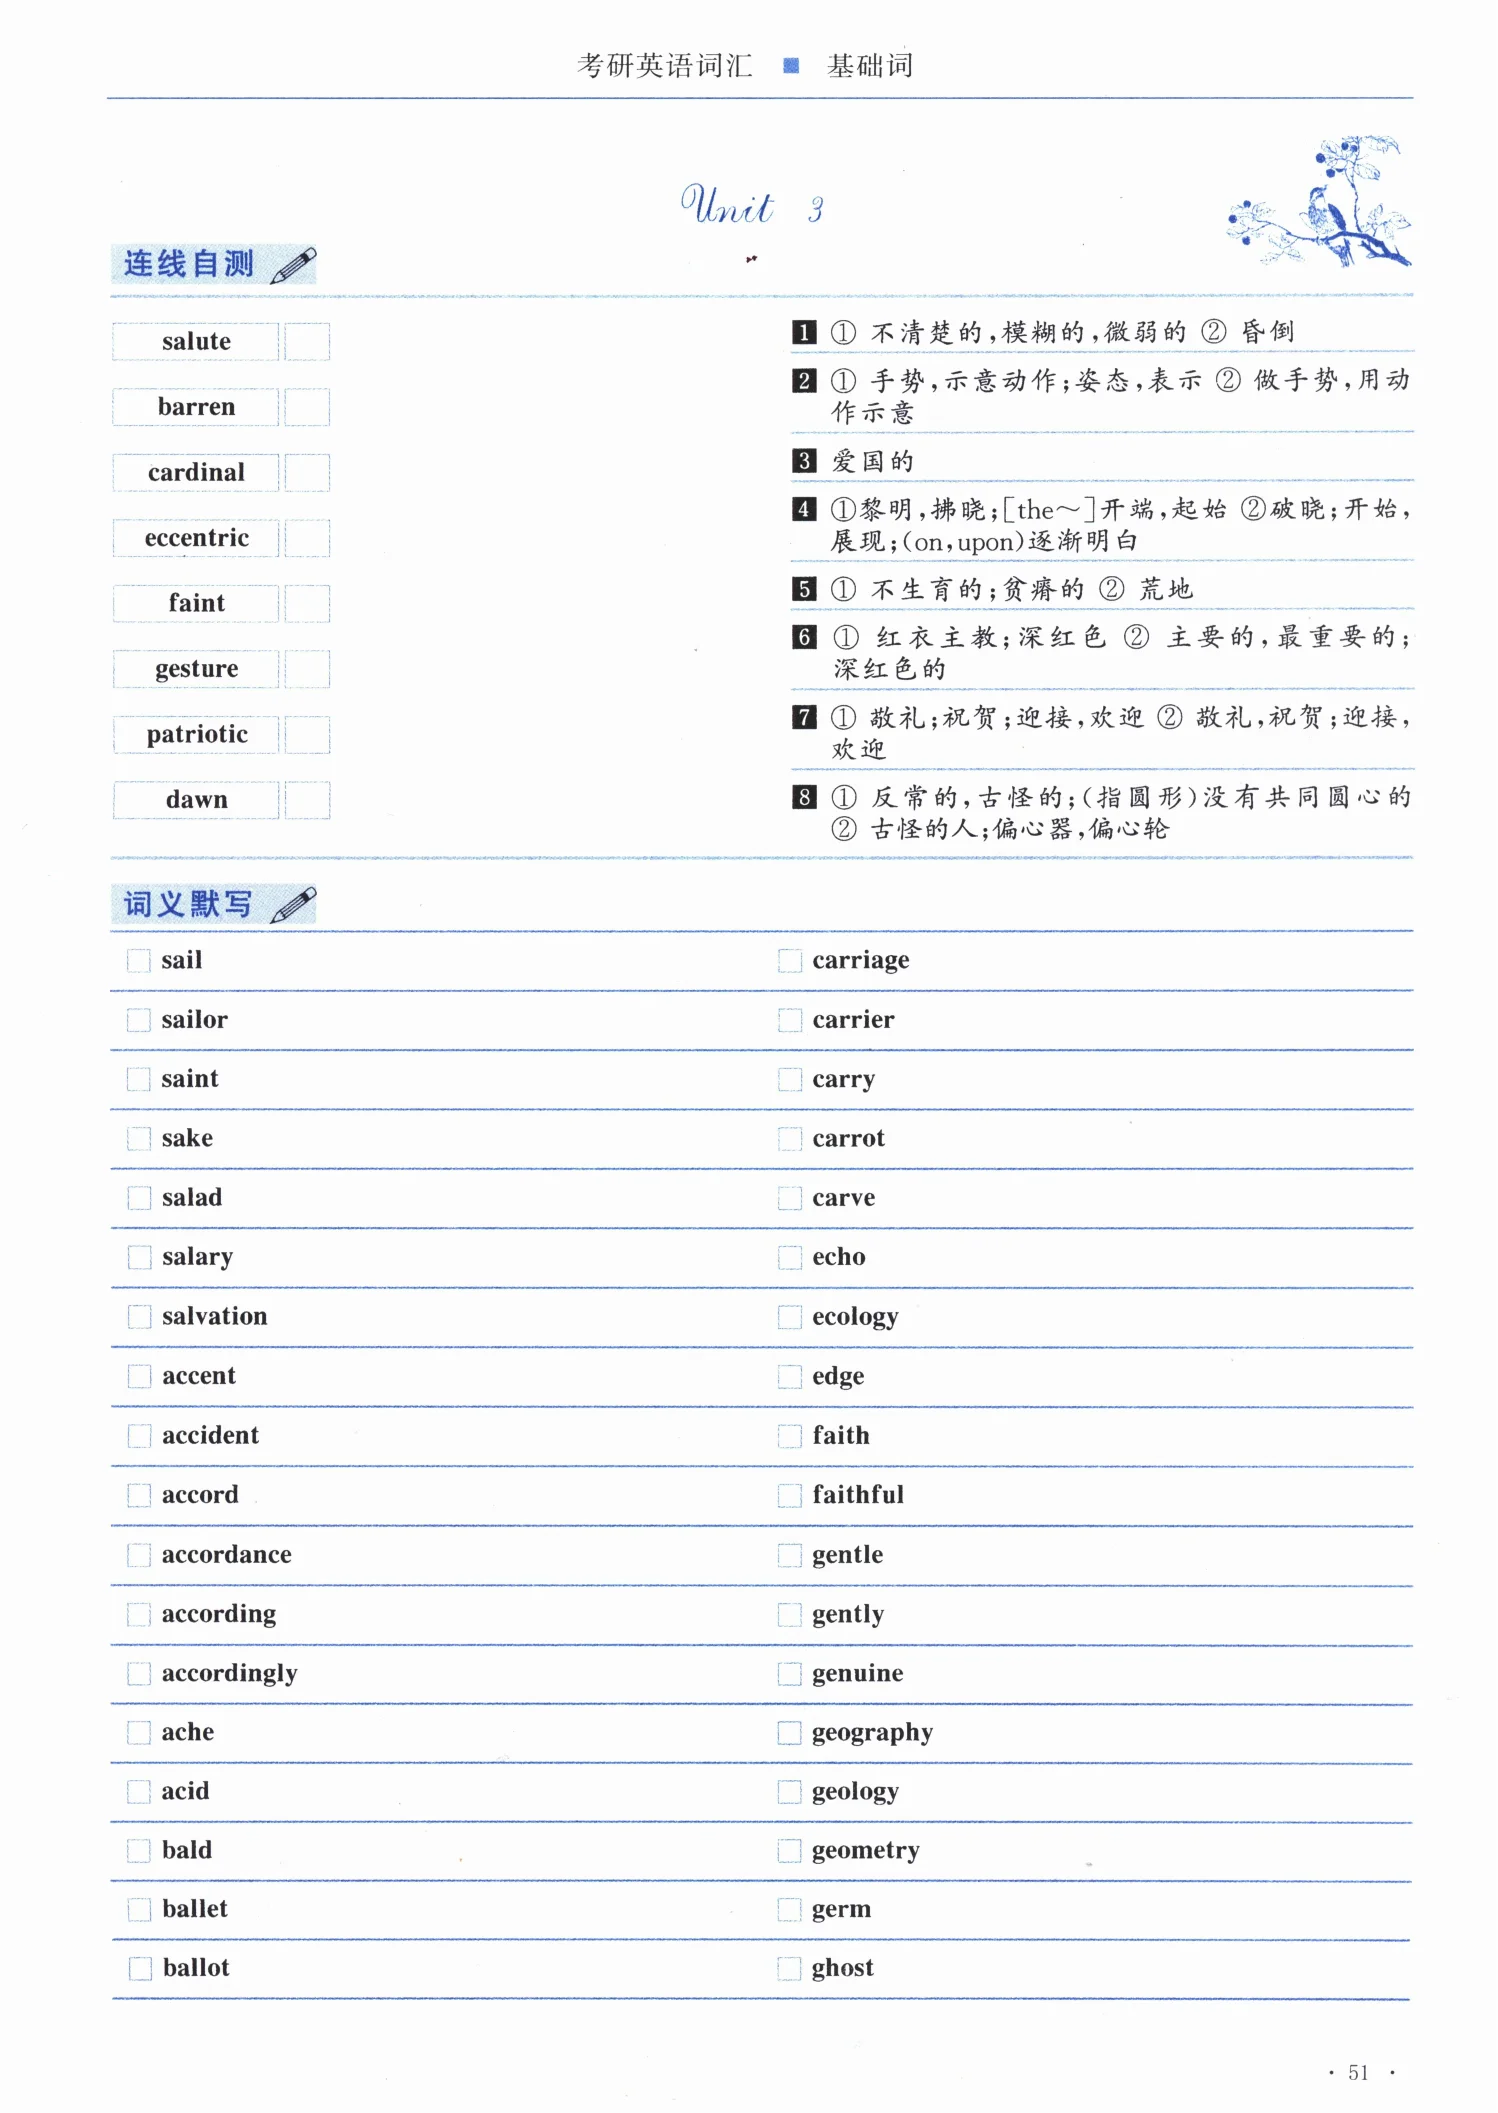 考研英语词汇 ■ 基础词
Unit 3
连线自测
salute
barren
cardinal
eccentric
faint
gesture
patriotic
dawn
1 ① 不清楚的,模糊的,微弱的 ② 昏倒
2 ① 手势,示意动作;姿态,表示 ② 做手势,用动
作示意
3 爱国的
4 ①黎明,拂晓;[the~]开端,起始 ②破晓;开始,
展现;(on,upon)逐渐明白
5 ① 不生育的;贫瘠的 ② 荒地
6 ① 红衣主教;深红色 ② 主要的,最重要的;
深红色的
7 ① 敬礼;祝贺;迎接,欢迎 ② 敬礼,祝贺;迎接,
欢迎
8 ① 反常的,古怪的;(指圆形)没有共同圆心的
② 古怪的人;偏心器,偏心轮
词义默写
sail
sailor
saint
sake
salad
salary
salvation
accent
accident
accord
accordance
according
accordingly
ache
acid
bald
ballet
ballot
carriage
carrier
carry
carrot
carve
echo
ecology
edge
faith
faithful
gentle
gently
genuine
geography
geology
geometry
germ
ghost
· 51 ·